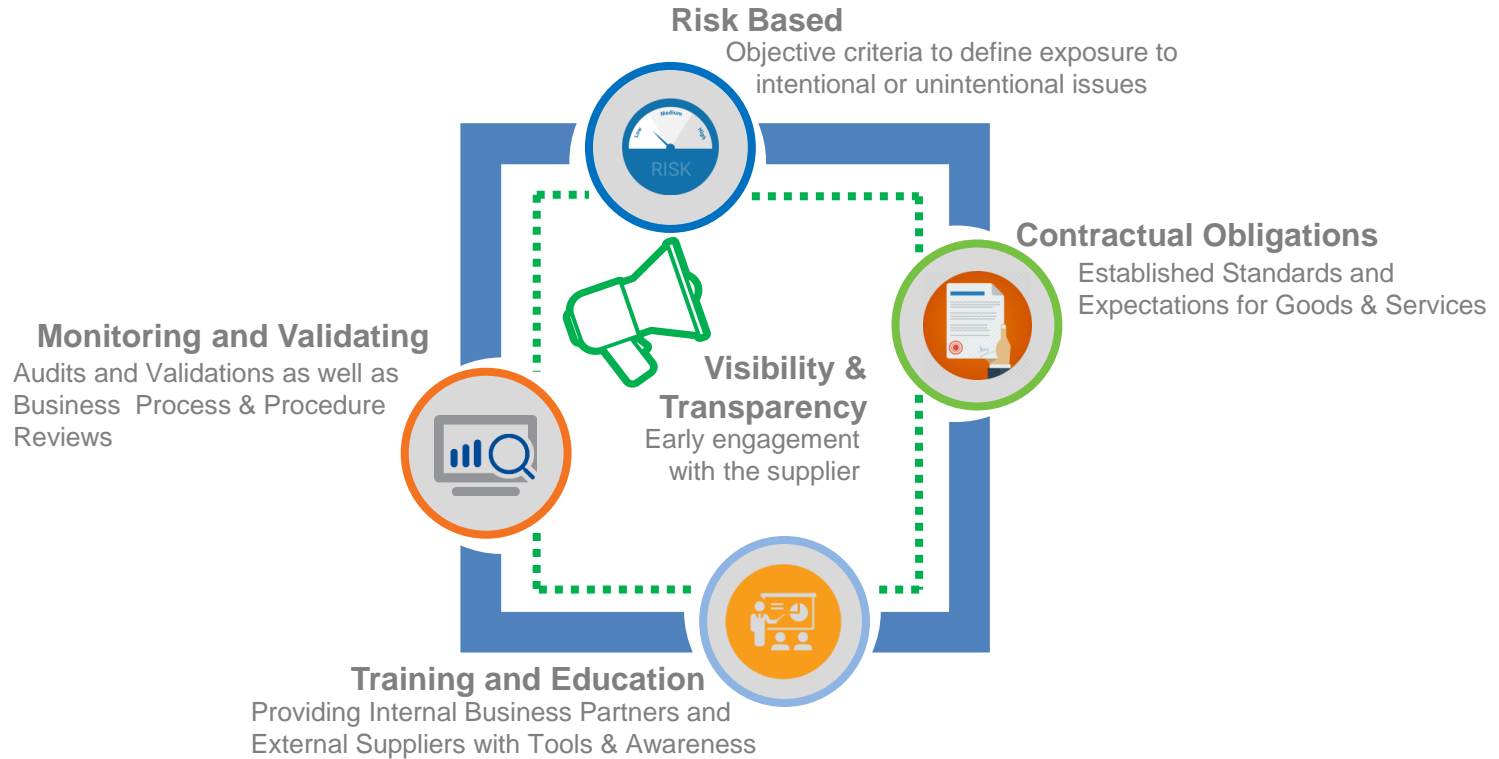 Risk Based
Objective criteria to define exposure to
intentional or unintentional issues
Low
Medium
High
RISK
Contractual Obligations
Established Standards and
Expectations for Goods & Services
Monitoring and Validating
Audits and Validations as well as
Business Process & Procedure
Reviews
Visibility &
Transparency
Early engagement
with the supplier
Training and Education
Providing Internal Business Partners and
External Suppliers with Tools & Awareness